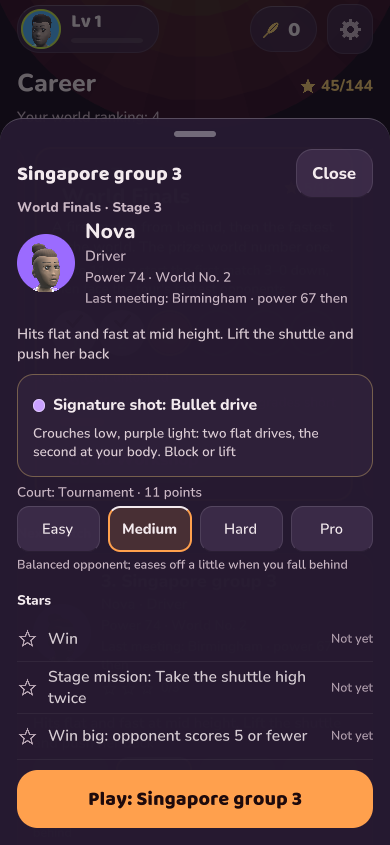 Lv 1
0
Career
45/144
Your world ranking: 4
Singapore group 3
Close
World Finals · Stage 3
Nova
Driver
Power 74 · World No. 2
Last meeting: Birmingham · power 67 then
Hits flat and fast at mid height. Lift the shuttle and
push her back
Signature shot: Bullet drive
Crouches low, purple light: two flat drives, the
second at your body. Block or lift
Court: Tournament · 11 points
Easy
Medium
Hard
Pro
Balanced opponent; eases off a little when you fall behind
Stars
Win
Not yet
Stage mission: Take the shuttle high
twice
Not yet
Win big: opponent scores 5 or fewer
Not yet
Play: Singapore group 3